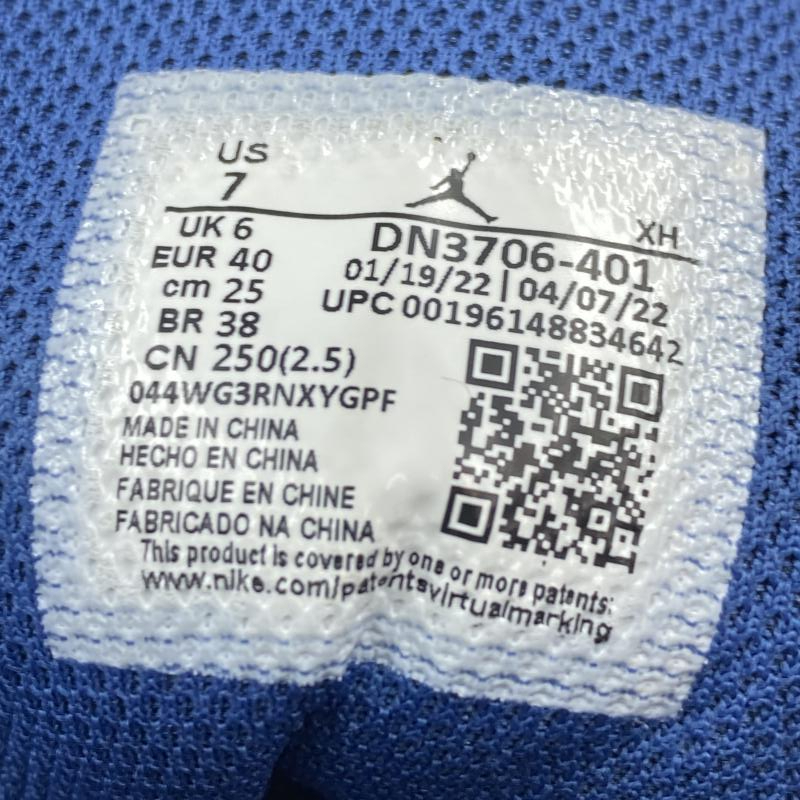 US
7
XH
UK 6
DN3706-401
EUR 40
01/19/22 | 04/07/22
cm 25
UPC 00196148834642
BR 38
CN 250(2.5)
044WG3RNXYGPF
MADE IN CHINA
HECHO EN CHINA
FABRIQUE EN CHINE
FABRICADO NA CHINA
This product is covered by one or more patents:
www.nike.com/patentsvirtualmarking